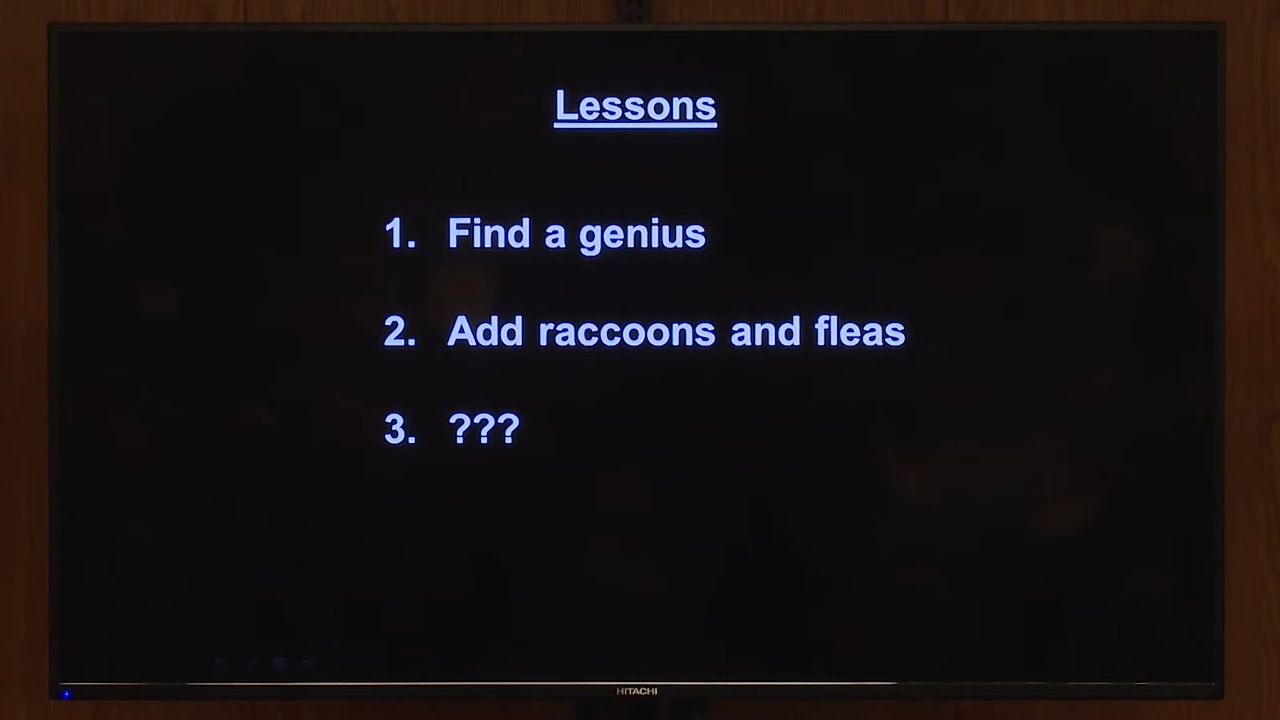 Lessons
1. Find a genius
2. Add raccoons and fleas
3. ???
HITACHI